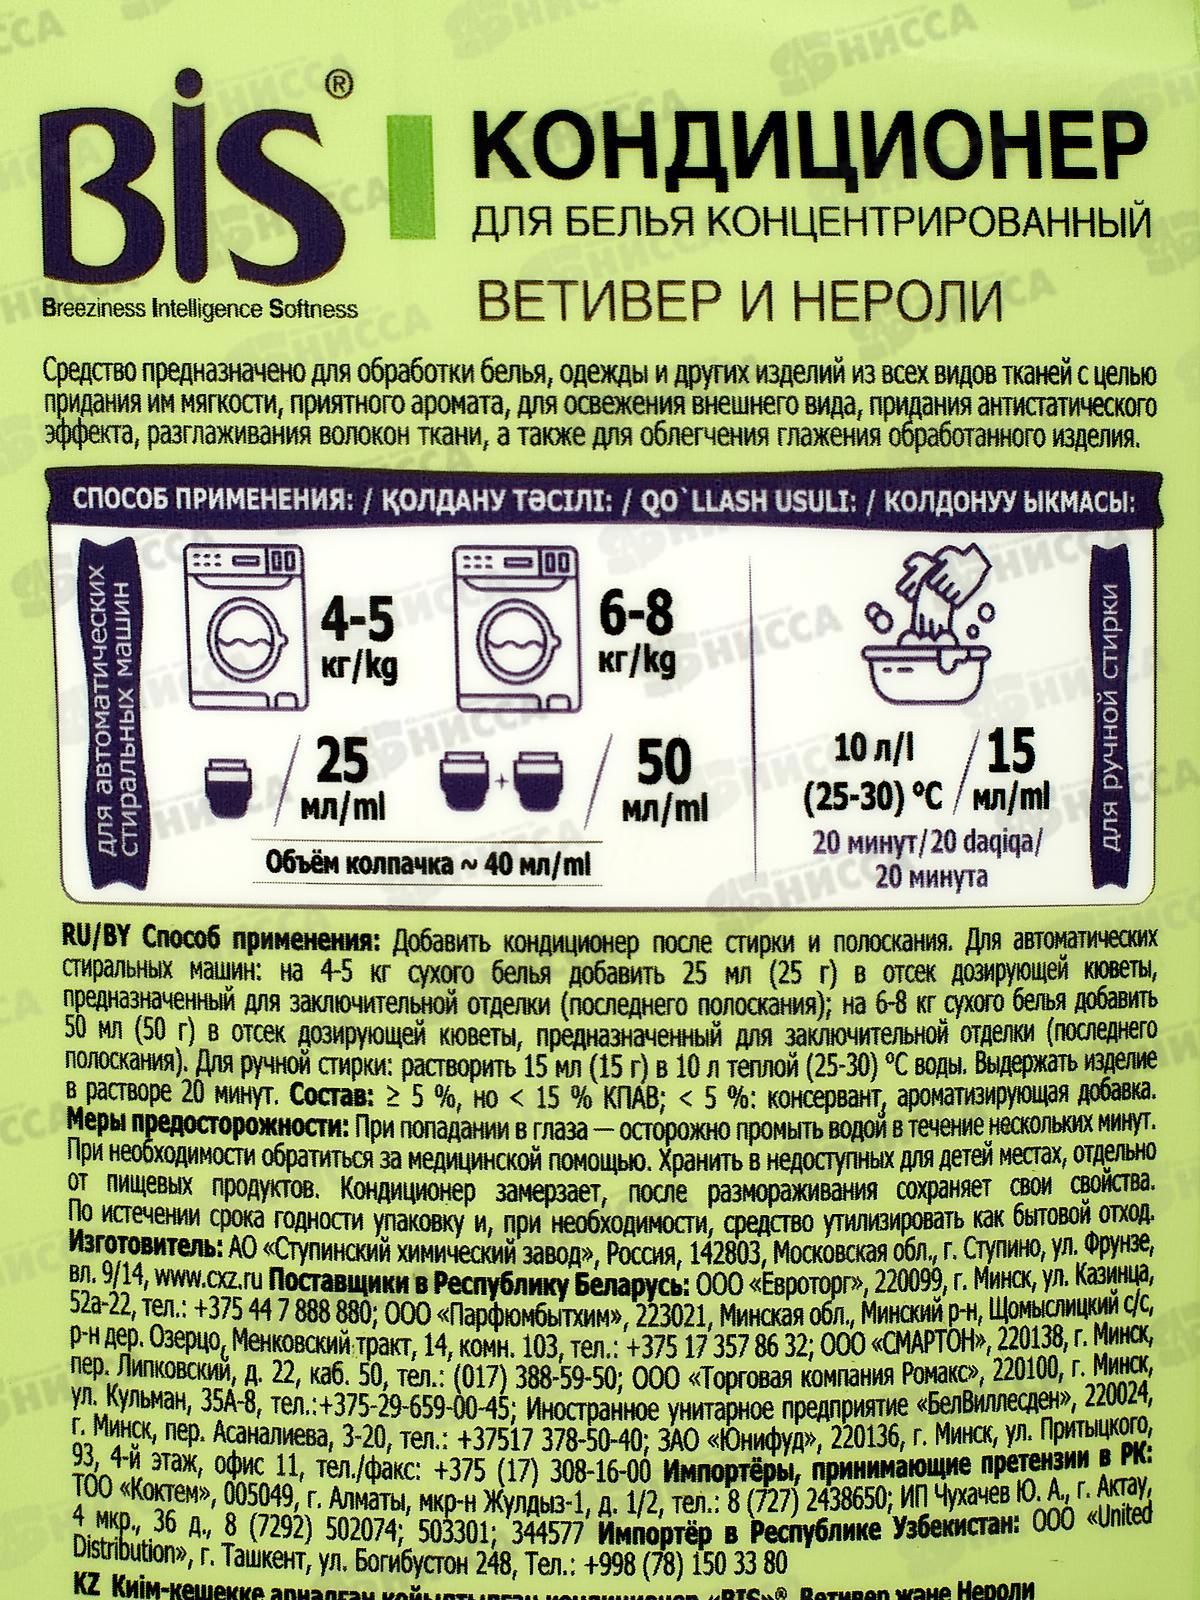 BiS®
Breeziness Intelligence Softness
КОНДИЦИОНЕР
ДЛЯ БЕЛЬЯ КОНЦЕНТРИРОВАННЫЙ
ВЕТИВЕР И НЕРОЛИ
Средство предназначено для обработки белья, одежды и других изделий из всех видов тканей с целью
придания им мягкости, приятного аромата, для освежения внешнего вида, придания антистатического
эффекта, разглаживания волокон ткани, а также для облегчения глажения обработанного изделия.
СПОСОБ ПРИМЕНЕНИЯ: / ҚОЛДАНУ ТӘСІЛІ: / QO`LLASH USULI: / КОЛДОНУУ ЫКМАСЫ:
для автоматических
стиральных машин
4-5
кг/kg
6-8
кг/kg
25
мл/ml
+
50
мл/ml
Объём колпачка ~ 40 мл/ml
10 л/l
(25-30) °C
15
мл/ml
20 минут/20 daqiqa/
20 минута
для ручной стирки
RU/BY Способ применения: Добавить кондиционер после стирки и полоскания. Для автоматических
стиральных машин: на 4-5 кг сухого белья добавить 25 мл (25 г) в отсек дозирующей кюветы,
предназначенный для заключительной отделки (последнего полоскания); на 6-8 кг сухого белья добавить
50 мл (50 г) в отсек дозирующей кюветы, предназначенный для заключительной отделки (последнего
полоскания). Для ручной стирки: растворить 15 мл (15 г) в 10 л теплой (25-30) °C воды. Выдержать изделие
в растворе 20 минут. Состав: ≥ 5 %, но < 15 % КПАВ; < 5 %: консервант, ароматизирующая добавка.
Меры предосторожности: При попадании в глаза — осторожно промыть водой в течение нескольких минут.
При необходимости обратиться за медицинской помощью. Хранить в недоступных для детей местах, отдельно
от пищевых продуктов. Кондиционер замерзает, после размораживания сохраняет свои свойства.
По истечении срока годности упаковку и, при необходимости, средство утилизировать как бытовой отход.
Изготовитель: АО «Ступинский химический завод», Россия, 142803, Московская обл., г. Ступино, ул. Фрунзе,
вл. 9/14, www.cxz.ru Поставщики в Республику Беларусь: ООО «Евроторг», 220099, г. Минск, ул. Казинца,
52а-22, тел.: +375 44 7 888 880; ООО «Парфюмбытхим», 223021, Минская обл., Минский р-н, Щомыслицкий с/с,
р-н дер. Озерцо, Менковский тракт, 14, комн. 103, тел.: +375 17 357 86 32; ООО «СМАРТОН», 220138, г. Минск,
пер. Липковский, д. 22, каб. 50, тел.: (017) 388-59-50; ООО «Торговая компания Ромакс», 220100, г. Минск,
ул. Кульман, 35А-8, тел.:+375-29-659-00-45; Иностранное унитарное предприятие «БелВиллесден», 220024,
г. Минск, пер. Асаналиева, 3-20, тел.: +37517 378-50-40; ЗАО «Юнифуд», 220136, г. Минск, ул. Притыцкого,
93, 4-й этаж, офис 11, тел./факс: +375 (17) 308-16-00 Импортёры, принимающие претензии в РК:
ТОО «Коктем», 005049, г. Алматы, мкр-н Жулдыз-1, д. 1/2, тел.: 8 (727) 2438650; ИП Чухачев Ю. А., г. Актау,
4 мкр., 36 д., 8 (7292) 502074; 503301; 344577 Импортёр в Республике Узбекистан: ООО «United
Distribution», г. Ташкент, ул. Богибустон 248, Тел.: +998 (78) 150 33 80
KZ Киім-кешекке арналған қойылтылған кондиционер «BIS»® Ветивер және Нероли